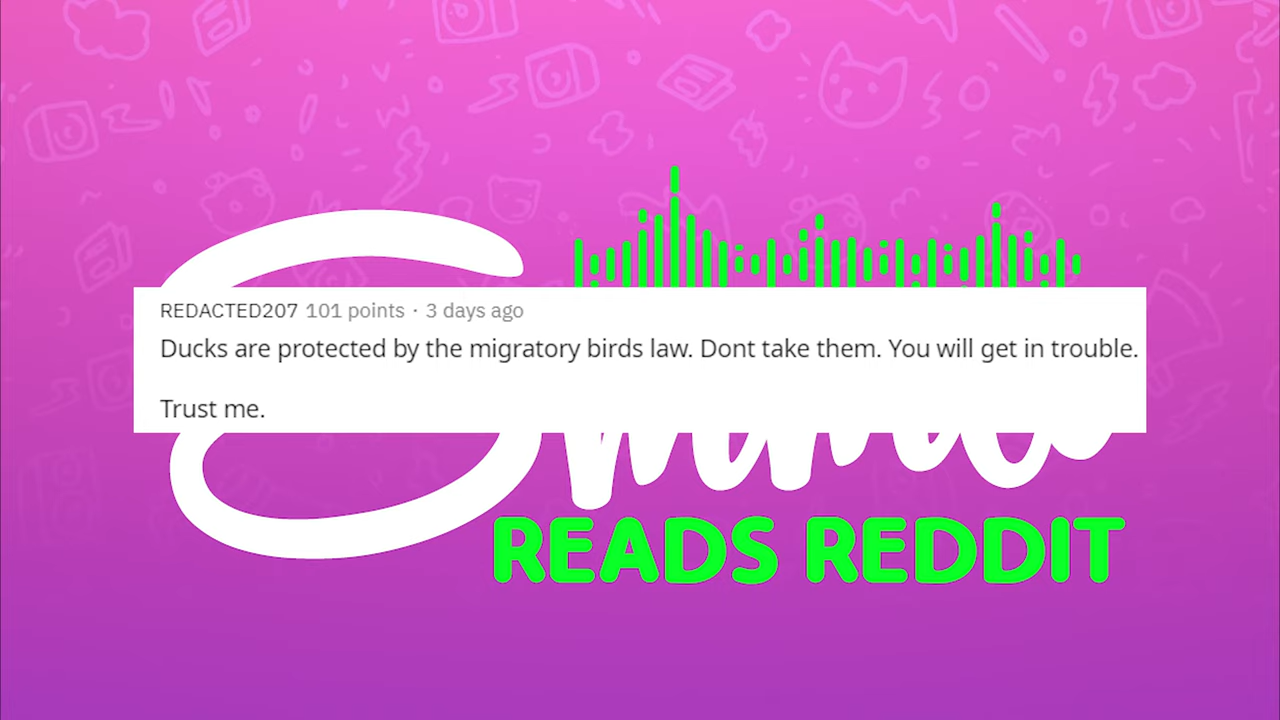 REDACTED207 101 points · 3 days ago
Ducks are protected by the migratory birds law. Dont take them. You will get in trouble.
Trust me.
READS REDDIT